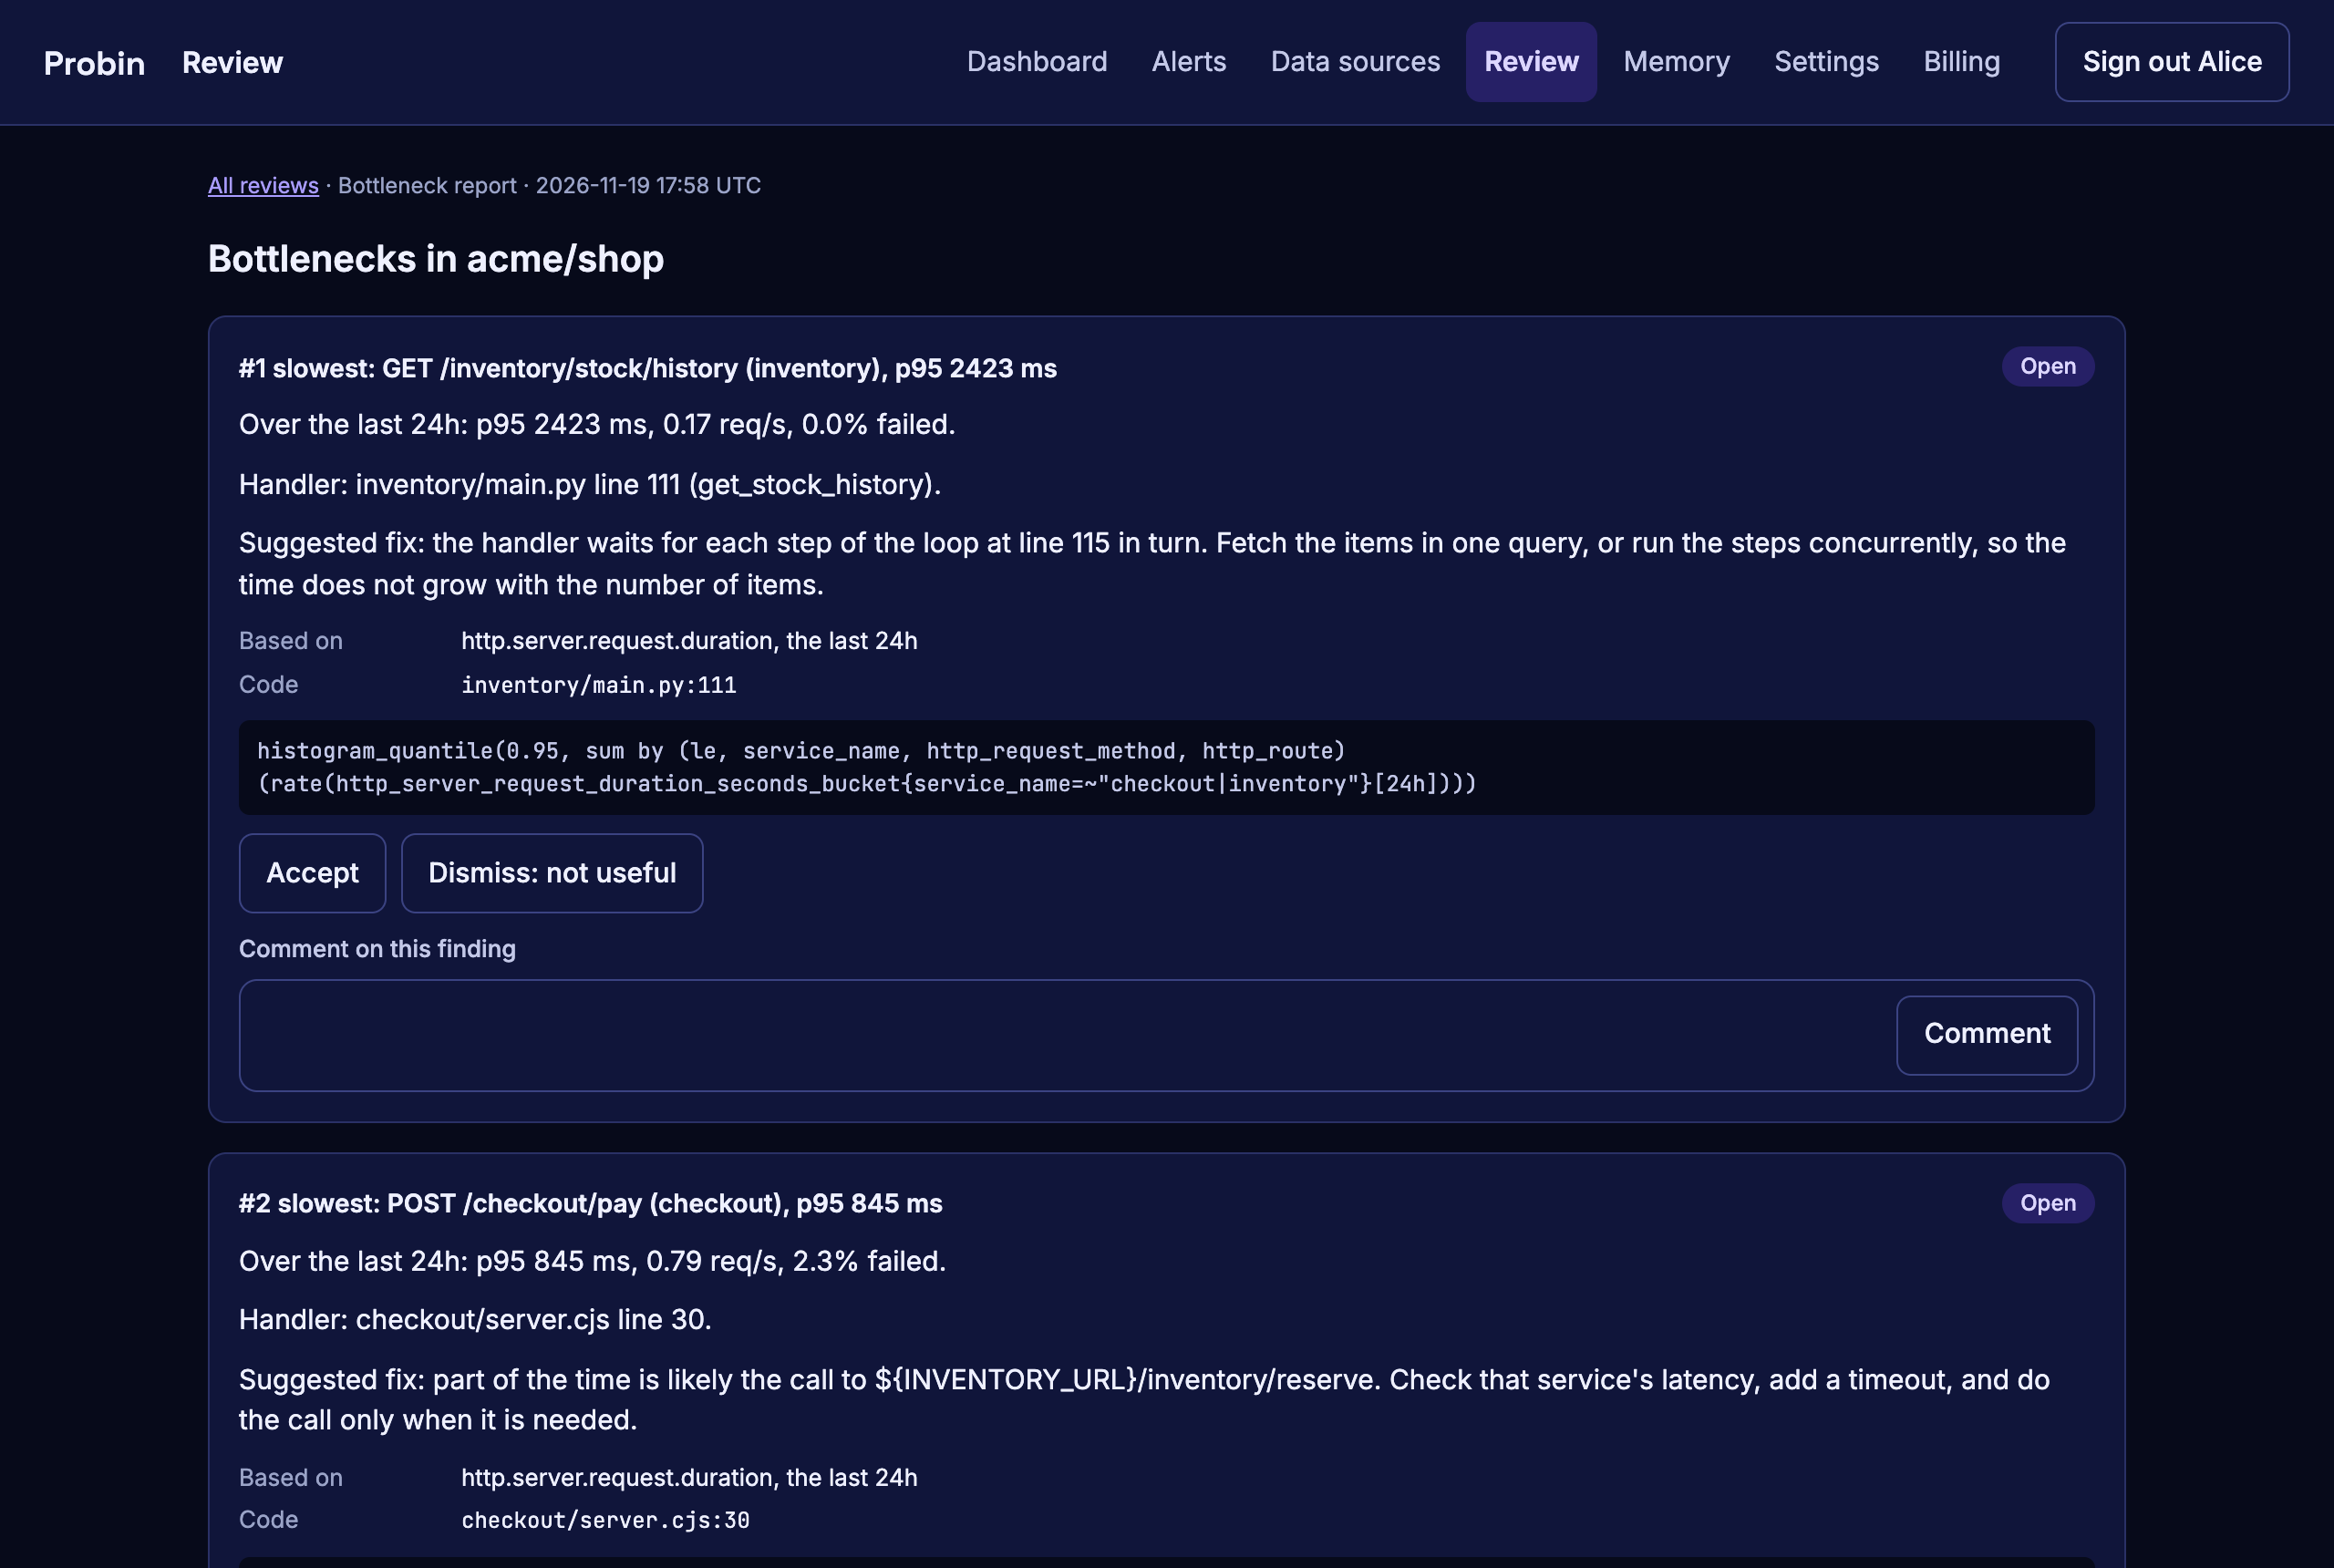 Probin Review Dashboard Alerts Data sources Review Memory Settings Billing Sign out Alice
All reviews · Bottleneck report · 2026-11-19 17:58 UTC
Bottlenecks in acme/shop
#1 slowest: GET /inventory/stock/history (inventory), p95 2423 ms Open
Over the last 24h: p95 2423 ms, 0.17 req/s, 0.0% failed.
Handler: inventory/main.py line 111 (get_stock_history).
Suggested fix: the handler waits for each step of the loop at line 115 in turn. Fetch the items in one query, or run the steps concurrently, so the
time does not grow with the number of items.
Based on http.server.request.duration, the last 24h
Code inventory/main.py:111
histogram_quantile(0.95, sum by (le, service_name, http_request_method, http_route)
(rate(http_server_request_duration_seconds_bucket{service_name=~"checkout|inventory"}[24h])))
Accept Dismiss: not useful
Comment on this finding
Comment
#2 slowest: POST /checkout/pay (checkout), p95 845 ms Open
Over the last 24h: p95 845 ms, 0.79 req/s, 2.3% failed.
Handler: checkout/server.cjs line 30.
Suggested fix: part of the time is likely the call to ${INVENTORY_URL}/inventory/reserve. Check that service's latency, add a timeout, and do
the call only when it is needed.
Based on http.server.request.duration, the last 24h
Code checkout/server.cjs:30